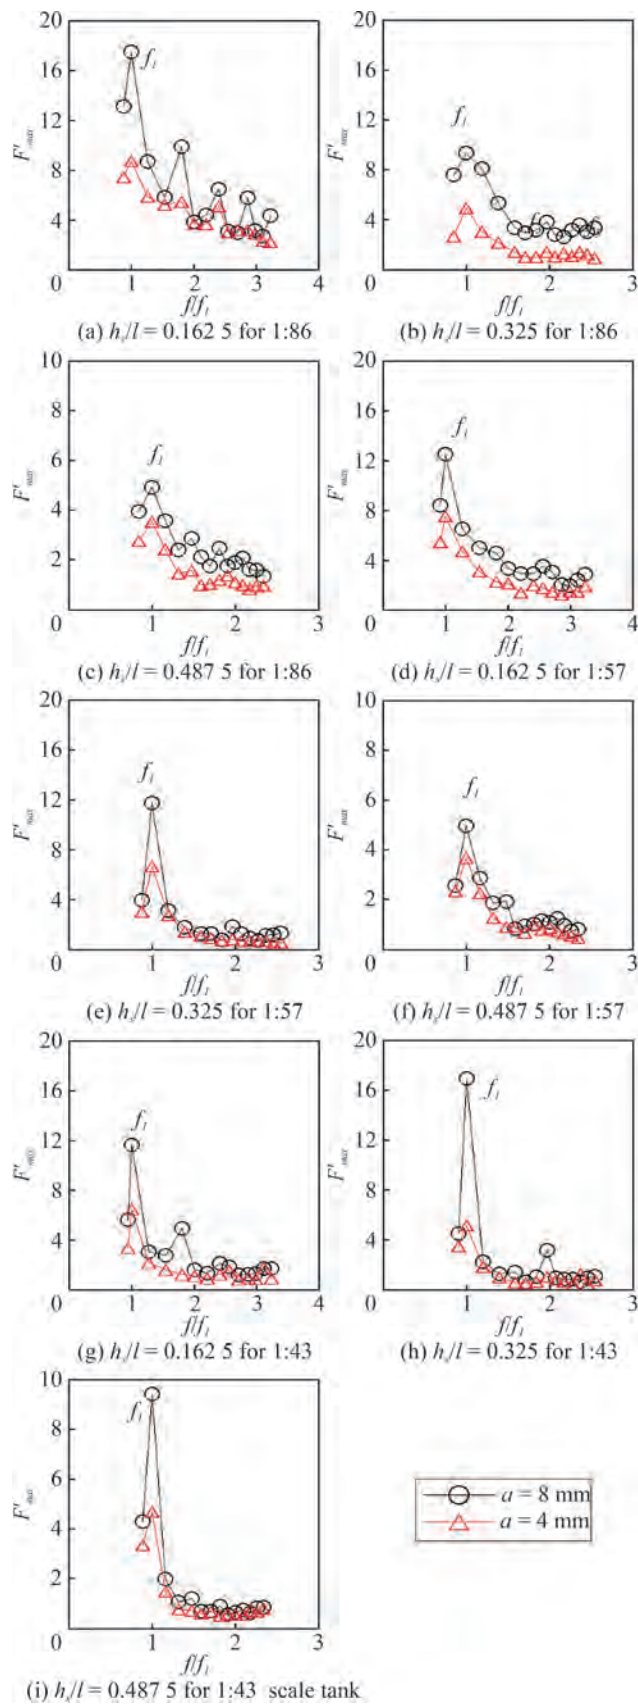 20
16
12
8
4
0
F'max
f1
0 1 2 3 4
f/f1
(a) hs/l = 0.162 5 for 1:86
20
16
12
8
4
0
F'max
f1
0 1 2 3
f/f1
(b) hs/l = 0.325 for 1:86
10
8
6
4
2
0
F'max
f1
0 1 2 3
f/f1
(c) hs/l = 0.487 5 for 1:86
20
16
12
8
4
0
F'max
f1
0 1 2 3 4
f/f1
(d) hs/l = 0.162 5 for 1:57
20
16
12
8
4
0
F'max
f1
0 1 2 3
f/f1
(e) hs/l = 0.325 for 1:57
10
8
6
4
2
0
F'max
f1
0 1 2 3
f/f1
(f) hs/l = 0.487 5 for 1:57
20
16
12
8
4
0
F'max
f1
0 1 2 3 4
f/f1
(g) hs/l = 0.162 5 for 1:43
20
16
12
8
4
0
F'max
f1
0 1 2 3
f/f1
(h) hs/l = 0.325 for 1:43
10
8
6
4
2
0
F'max
f1
0 1 2 3
f/f1
(i) hs/l = 0.487 5 for 1:43 scale tank
a = 8 mm
a = 4 mm